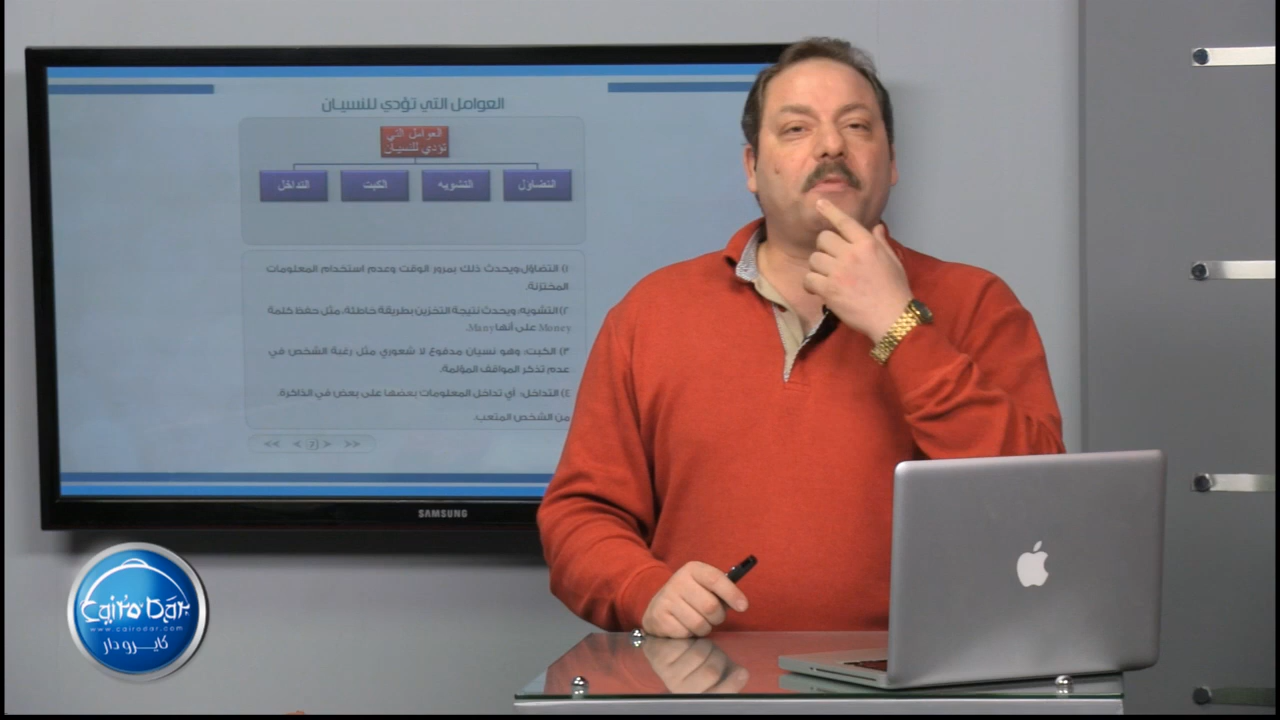 العوامل التي تؤدي للنسيان
العوامل التي
تؤدي للنسيان
التضاؤل
التشويه
الكبت
التداخل
١) التضاؤل: ويحدث ذلك بمرور الوقت وعدم استخدام المعلومات
المختزنة.
٢) التشويه: ويحدث نتيجة التخزين بطريقة خاطئة، مثل حفظ كلمة
Money على أنها Many.
٣) الكبت: وهو نسيان مدفوع لا شعوري مثل رغبة الشخص في
عدم تذكر المواقف المؤلمة.
٤) التداخل: أي تداخل المعلومات بعضها على بعض في الذاكرة.
من الشخص المتعب.
<< < (2) > >>
SAMSUNG
Cairo Dar
www.cairodar.com
كايرو دار